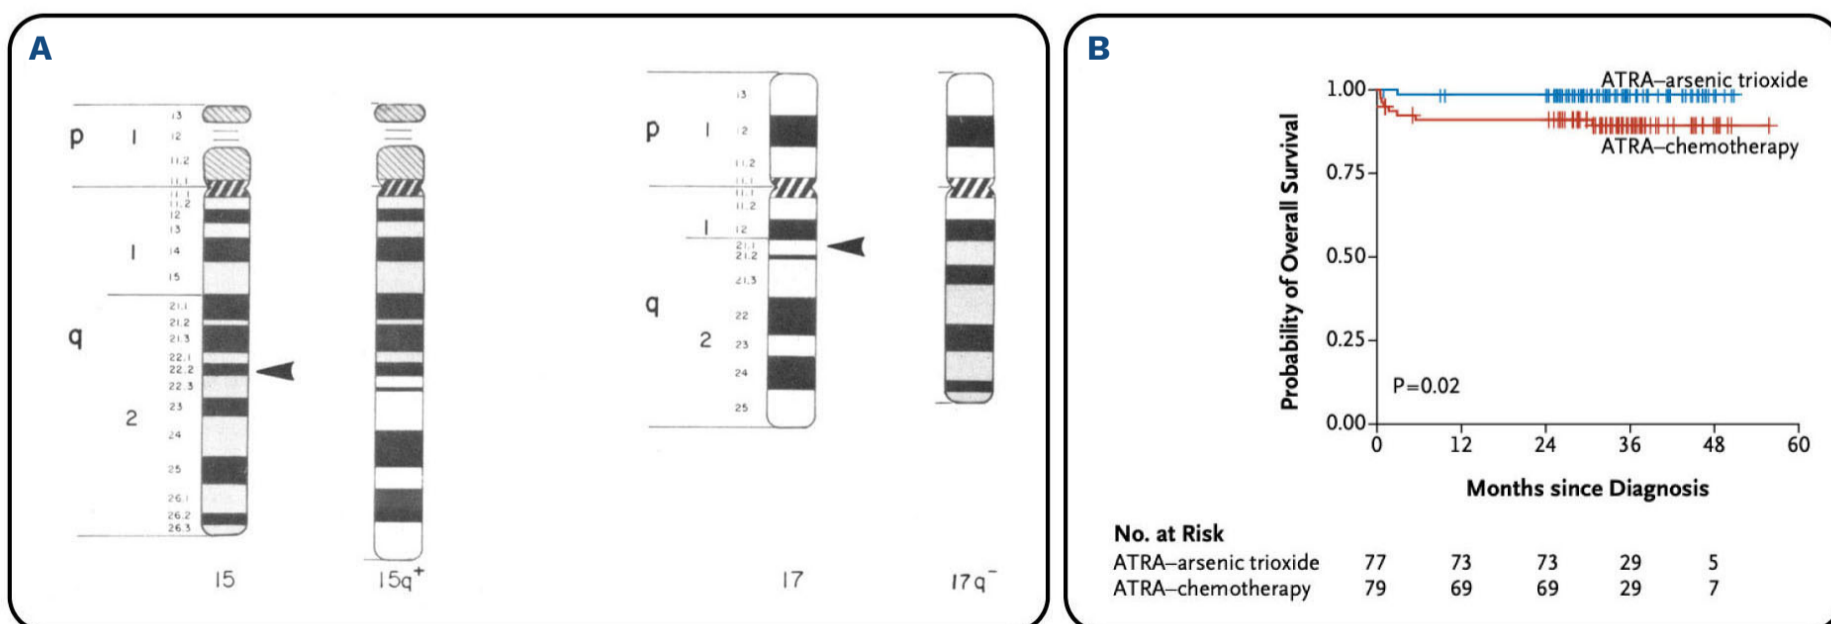 A
p
1
13
12
11.2
11.1
11.1
11.2
12
13
1
14
15
q
21.1
21.2
21.3
22.1
22.2
22.3
23
2
24
25
26.1
26.2
26.3
15
15q+
p
1
13
12
11.2
11.1
11.1
11.2
1
12
21.1
21.2
21.3
q
22
2
23
24
25
17
17q-
B
ATRA–arsenic trioxide
ATRA–chemotherapy
Probability of Overall Survival
1.00
0.75
0.50
0.25
0.00
P=0.02
0 12 24 36 48 60
Months since Diagnosis
No. at Risk
ATRA–arsenic trioxide 77 73 73 29 5
ATRA–chemotherapy 79 69 69 29 7